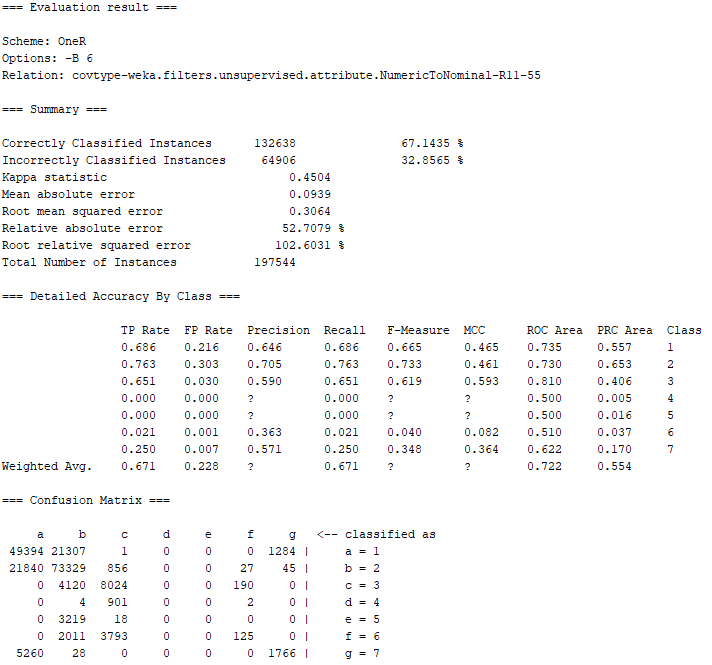 === Evaluation result ===
Scheme: OneR
Options: -B 6
Relation: covtype-weka.filters.unsupervised.attribute.NumericToNominal-R11-55
=== Summary ===
Correctly Classified Instances 132638 67.1435 %
Incorrectly Classified Instances 64906 32.8565 %
Kappa statistic 0.4504
Mean absolute error 0.0939
Root mean squared error 0.3064
Relative absolute error 52.7079 %
Root relative squared error 102.6031 %
Total Number of Instances 197544
=== Detailed Accuracy By Class ===
TP Rate FP Rate Precision Recall F-Measure MCC ROC Area PRC Area Class
0.686 0.216 0.646 0.686 0.665 0.465 0.735 0.557 1
0.763 0.303 0.705 0.763 0.733 0.461 0.730 0.653 2
0.651 0.030 0.590 0.651 0.619 0.593 0.810 0.406 3
0.000 0.000 ? 0.000 ? ? 0.500 0.005 4
0.000 0.000 ? 0.000 ? ? 0.500 0.016 5
0.021 0.001 0.363 0.021 0.040 0.082 0.510 0.037 6
0.250 0.007 0.571 0.250 0.348 0.364 0.622 0.170 7
Weighted Avg. 0.671 0.228 ? 0.671 ? ? 0.722 0.554
=== Confusion Matrix ===
a b c d e f g <-- classified as
49394 21307 1 0 0 0 1284 | a = 1
21840 73329 856 0 0 27 45 | b = 2
0 4120 8024 0 0 190 0 | c = 3
0 4 901 0 0 2 0 | d = 4
0 3219 18 0 0 0 0 | e = 5
0 2011 3793 0 0 125 0 | f = 6
5260 28 0 0 0 0 1766 | g = 7